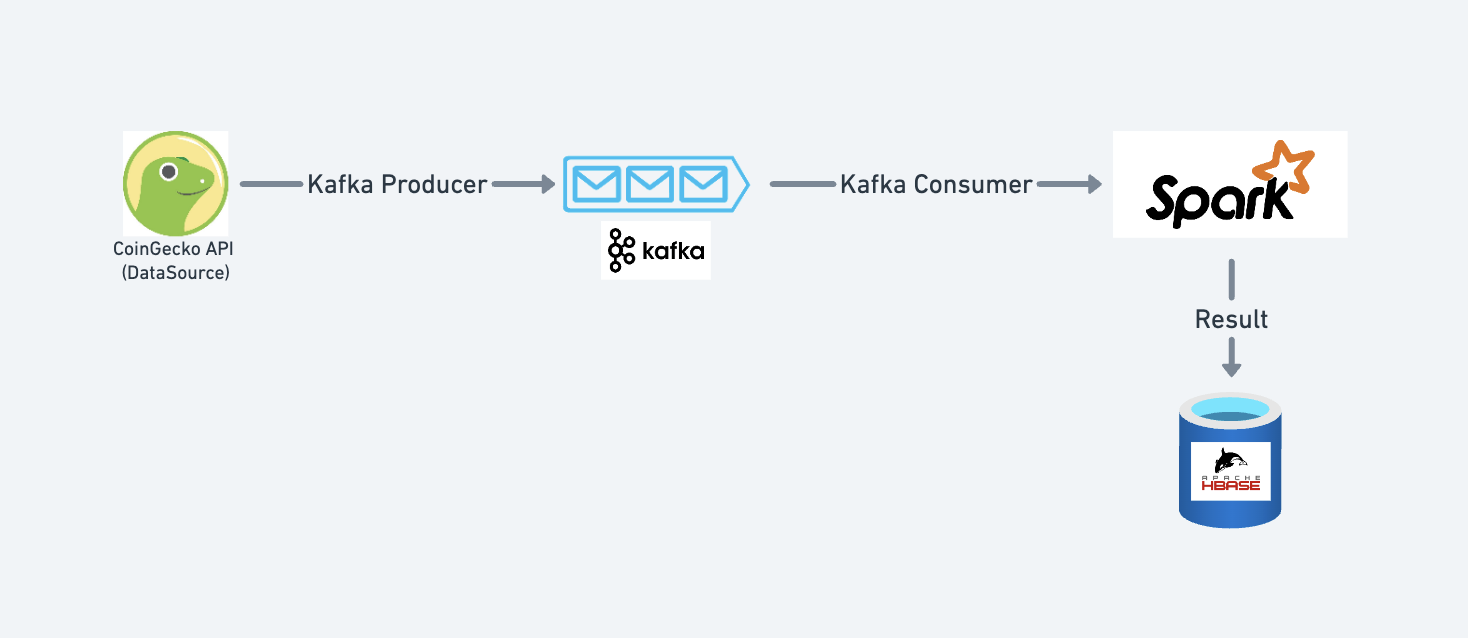 CoinGecko API
(DataSource)
Kafka Producer
kafka
Kafka Consumer
Spark
Result
APACHE
HBASE